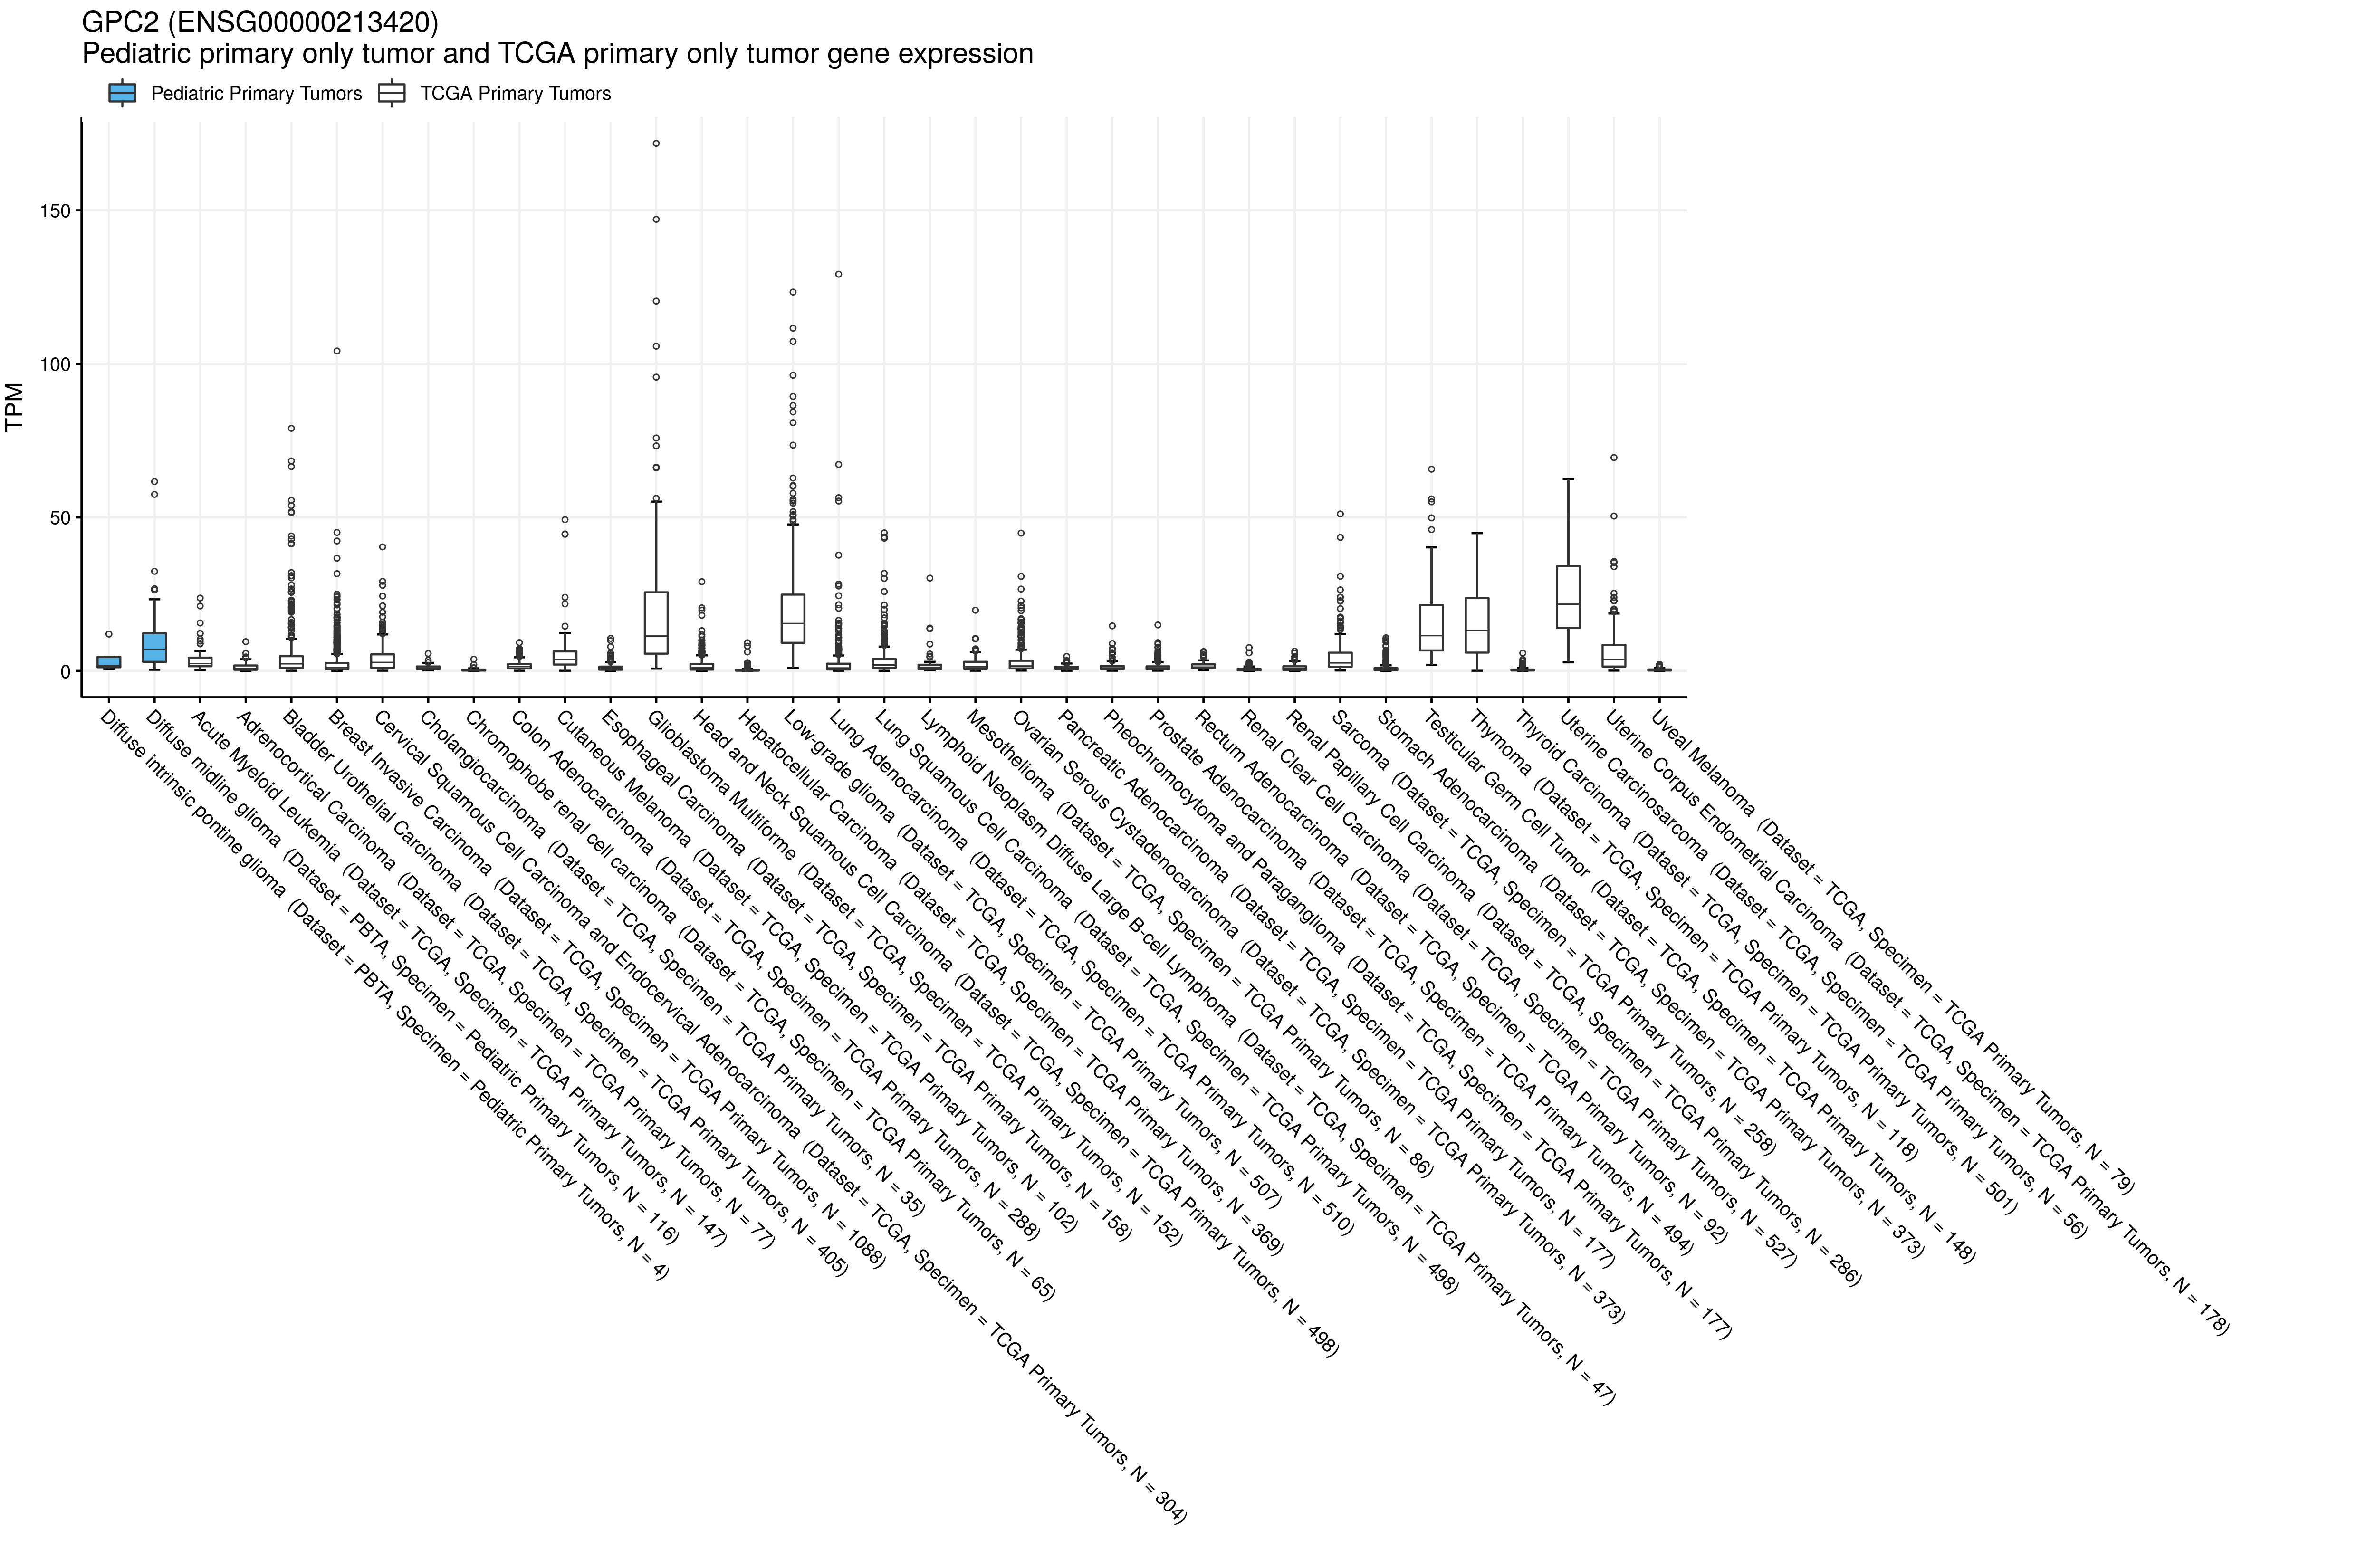 GPC2 (ENSG00000213420)
Pediatric primary only tumor and TCGA primary only tumor gene expression
Pediatric Primary Tumors
TCGA Primary Tumors
TPM
150
100
50
0
Diffuse intrinsic pontine glioma (Dataset = PBTA, Specimen = Pediatric Primary Tumors, N = 4)
Diffuse midline glioma (Dataset = PBTA, Specimen = Pediatric Primary Tumors, N = 116)
Acute Myeloid Leukemia (Dataset = TCGA, Specimen = TCGA Primary Tumors, N = 147)
Adrenocortical Carcinoma (Dataset = TCGA, Specimen = TCGA Primary Tumors, N = 77)
Bladder Urothelial Carcinoma (Dataset = TCGA, Specimen = TCGA Primary Tumors, N = 405)
Breast Invasive Carcinoma (Dataset = TCGA, Specimen = TCGA Primary Tumors, N = 1088)
Cervical Squamous Cell Carcinoma and Endocervical Adenocarcinoma (Dataset = TCGA, Specimen = TCGA Primary Tumors, N = 304)
Cholangiocarcinoma (Dataset = TCGA, Specimen = TCGA Primary Tumors, N = 35)
Chromophobe renal cell carcinoma (Dataset = TCGA, Specimen = TCGA Primary Tumors, N = 65)
Colon Adenocarcinoma (Dataset = TCGA, Specimen = TCGA Primary Tumors, N = 288)
Cutaneous Melanoma (Dataset = TCGA, Specimen = TCGA Primary Tumors, N = 102)
Esophageal Carcinoma (Dataset = TCGA, Specimen = TCGA Primary Tumors, N = 158)
Glioblastoma Multiforme (Dataset = TCGA, Specimen = TCGA Primary Tumors, N = 152)
Head and Neck Squamous Cell Carcinoma (Dataset = TCGA, Specimen = TCGA Primary Tumors, N = 498)
Hepatocellular Carcinoma (Dataset = TCGA, Specimen = TCGA Primary Tumors, N = 369)
Low-grade glioma (Dataset = TCGA, Specimen = TCGA Primary Tumors, N = 507)
Lung Adenocarcinoma (Dataset = TCGA, Specimen = TCGA Primary Tumors, N = 510)
Lung Squamous Cell Carcinoma (Dataset = TCGA, Specimen = TCGA Primary Tumors, N = 498)
Lymphoid Neoplasm Diffuse Large B-cell Lymphoma (Dataset = TCGA, Specimen = TCGA Primary Tumors, N = 47)
Mesothelioma (Dataset = TCGA, Specimen = TCGA Primary Tumors, N = 86)
Ovarian Serous Cystadenocarcinoma (Dataset = TCGA, Specimen = TCGA Primary Tumors, N = 373)
Pancreatic Adenocarcinoma (Dataset = TCGA, Specimen = TCGA Primary Tumors, N = 177)
Pheochromocytoma and Paraganglioma (Dataset = TCGA, Specimen = TCGA Primary Tumors, N = 177)
Prostate Adenocarcinoma (Dataset = TCGA, Specimen = TCGA Primary Tumors, N = 494)
Rectum Adenocarcinoma (Dataset = TCGA, Specimen = TCGA Primary Tumors, N = 92)
Renal Clear Cell Carcinoma (Dataset = TCGA, Specimen = TCGA Primary Tumors, N = 527)
Renal Papillary Cell Carcinoma (Dataset = TCGA, Specimen = TCGA Primary Tumors, N = 286)
Sarcoma (Dataset = TCGA, Specimen = TCGA Primary Tumors, N = 258)
Stomach Adenocarcinoma (Dataset = TCGA, Specimen = TCGA Primary Tumors, N = 373)
Testicular Germ Cell Tumor (Dataset = TCGA, Specimen = TCGA Primary Tumors, N = 148)
Thymoma (Dataset = TCGA, Specimen = TCGA Primary Tumors, N = 118)
Thyroid Carcinoma (Dataset = TCGA, Specimen = TCGA Primary Tumors, N = 501)
Uterine Carcinosarcoma (Dataset = TCGA, Specimen = TCGA Primary Tumors, N = 56)
Uterine Corpus Endometrial Carcinoma (Dataset = TCGA, Specimen = TCGA Primary Tumors, N = 178)
Uveal Melanoma (Dataset = TCGA, Specimen = TCGA Primary Tumors, N = 79)